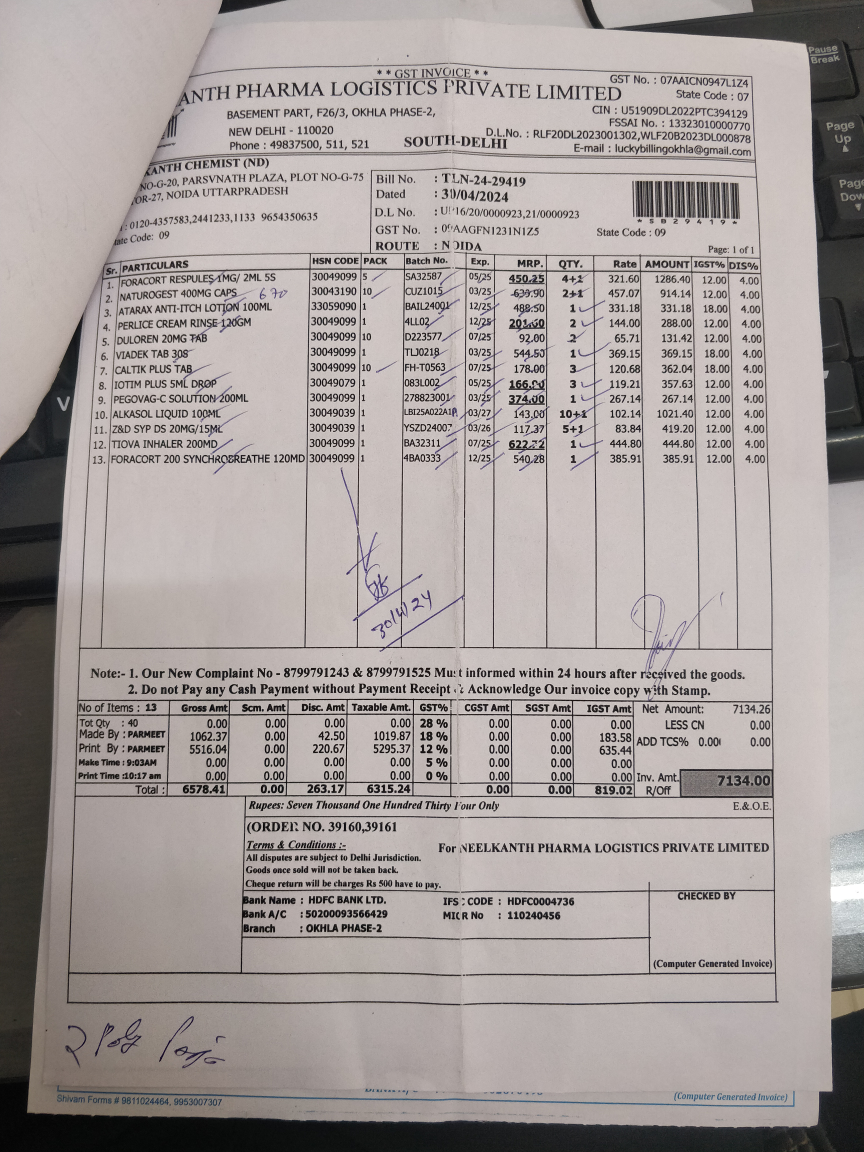 * * GST INVOICE * *
GST No. : 07AAICN0947L1Z4
ANTH PHARMA LOGISTICS PRIVATE LIMITED
State Code : 07
BASEMENT PART, F26/3, OKHLA PHASE-2,
CIN : U51909DL2022PTC394129
FSSAI No. : 13323010000770
NEW DELHI - 110020
D.L.No. : RLF20DL2023001302,WLF20B2023DL000878
Phone : 49837500, 511, 521
SOUTH-DELHI
E-mail : luckybillingokhla@gmail.com
KANTH CHEMIST (ND)
NO-G-20, PARSVNATH PLAZA, PLOT NO-G-75
OR-27, NOIDA UTTARPRADESH
: 0120-4357583,2441233,1133 9654350635
ate Code: 09
Bill No. : TLN-24-29419
Dated : 30/04/2024
D.L No. : UP16/20/0000923,21/0000923
GST No. : 09AAGFN1231N1Z5
State Code : 09
ROUTE : NOIDA
* 5 8 2 9 4 1 9 *
Page: 1 of 1
Sr. PARTICULARS HSN CODE PACK Batch No. Exp. MRP. QTY. Rate AMOUNT IGST% DIS%
1. FORACORT RESPULES 1MG/ 2ML 5S 30049099 5 SA32587 05/25 450.25 4+1 321.60 1286.40 12.00 4.00
2. NATUROGEST 400MG CAPS 670 30043190 10 CUZ1015 03/25 639.90 2+1 457.07 914.14 12.00 4.00
3. ATARAX ANTI-ITCH LOTION 100ML 33059090 1 BAIL24001 12/25 488.50 1 331.18 331.18 18.00 4.00
4. PERLICE CREAM RINSE 120GM 30049099 1 4LL02 12/25 201.60 2 144.00 288.00 12.00 4.00
5. DULOREN 20MG TAB 30049099 10 D223577 07/25 92.00 2 65.71 131.42 12.00 4.00
6. VIADEK TAB 30S 30049099 1 TLJ0218 03/25 544.50 1 369.15 369.15 18.00 4.00
7. CALTIK PLUS TAB 30049099 10 FH-T0563 07/25 178.00 3 120.68 362.04 18.00 4.00
8. IOTIM PLUS 5ML DROP 30049079 1 083L002 05/25 166.90 3 119.21 357.63 12.00 4.00
9. PEGOVAG-C SOLUTION 200ML 30049099 1 278823001 03/25 374.00 1 267.14 267.14 12.00 4.00
10. ALKASOL LIQUID 100ML 30049039 1 LBI25A022A1P 03/27 143.00 10+1 102.14 1021.40 12.00 4.00
11. Z&D SYP DS 20MG/15ML 30049039 1 YSZD24007 03/26 117.37 5+1 83.84 419.20 12.00 4.00
12. TIOVA INHALER 200MD 30049099 1 BA32311 07/25 622.72 1 444.80 444.80 12.00 4.00
13. FORACORT 200 SYNCHROBREATHE 120MD 30049099 1 4BA0333 12/25 540.28 1 385.91 385.91 12.00 4.00
30/4/24
Note:- 1. Our New Complaint No - 8799791243 & 8799791525 Must informed within 24 hours after received the goods.
2. Do not Pay any Cash Payment without Payment Receipt & Acknowledge Our invoice copy with Stamp.
No of Items : 13 Gross Amt Scm. Amt Disc. Amt Taxable Amt. GST% CGST Amt SGST Amt IGST Amt Net Amount: 7134.26
Tot Qty : 40 0.00 0.00 0.00 0.00 28 % 0.00 0.00 0.00 LESS CN 0.00
Made By : PARMEET 1062.37 0.00 42.50 1019.87 18 % 0.00 0.00 183.58 ADD TCS% 0.00 0.00
Print By : PARMEET 5516.04 0.00 220.67 5295.37 12 % 0.00 0.00 635.44
Make Time : 9:03AM 0.00 0.00 0.00 0.00 5 % 0.00 0.00 0.00
Print Time :10:17 am 0.00 0.00 0.00 0.00 0 % 0.00 0.00 0.00 Inv. Amt. 7134.00
Total : 6578.41 0.00 263.17 6315.24 0.00 0.00 819.02 R/Off
Rupees: Seven Thousand One Hundred Thirty Four Only
E.&.O.E.
(ORDER NO. 39160,39161
Terms & Conditions :-
For NEELKANTH PHARMA LOGISTICS PRIVATE LIMITED
All disputes are subject to Delhi Jurisdiction.
Goods once sold will not be taken back.
Cheque return will be charges Rs 500 have to pay.
Bank Name : HDFC BANK LTD. IFS CODE : HDFC0004736
CHECKED BY
Bank A/C : 50200093566429 MICR No : 110240456
Branch : OKHLA PHASE-2
(Computer Generated Invoice)
Shivam Forms # 9811024464, 9953007307
(Computer Generated Invoice)
Pause
Break
Page
Up
Page
Dow
V